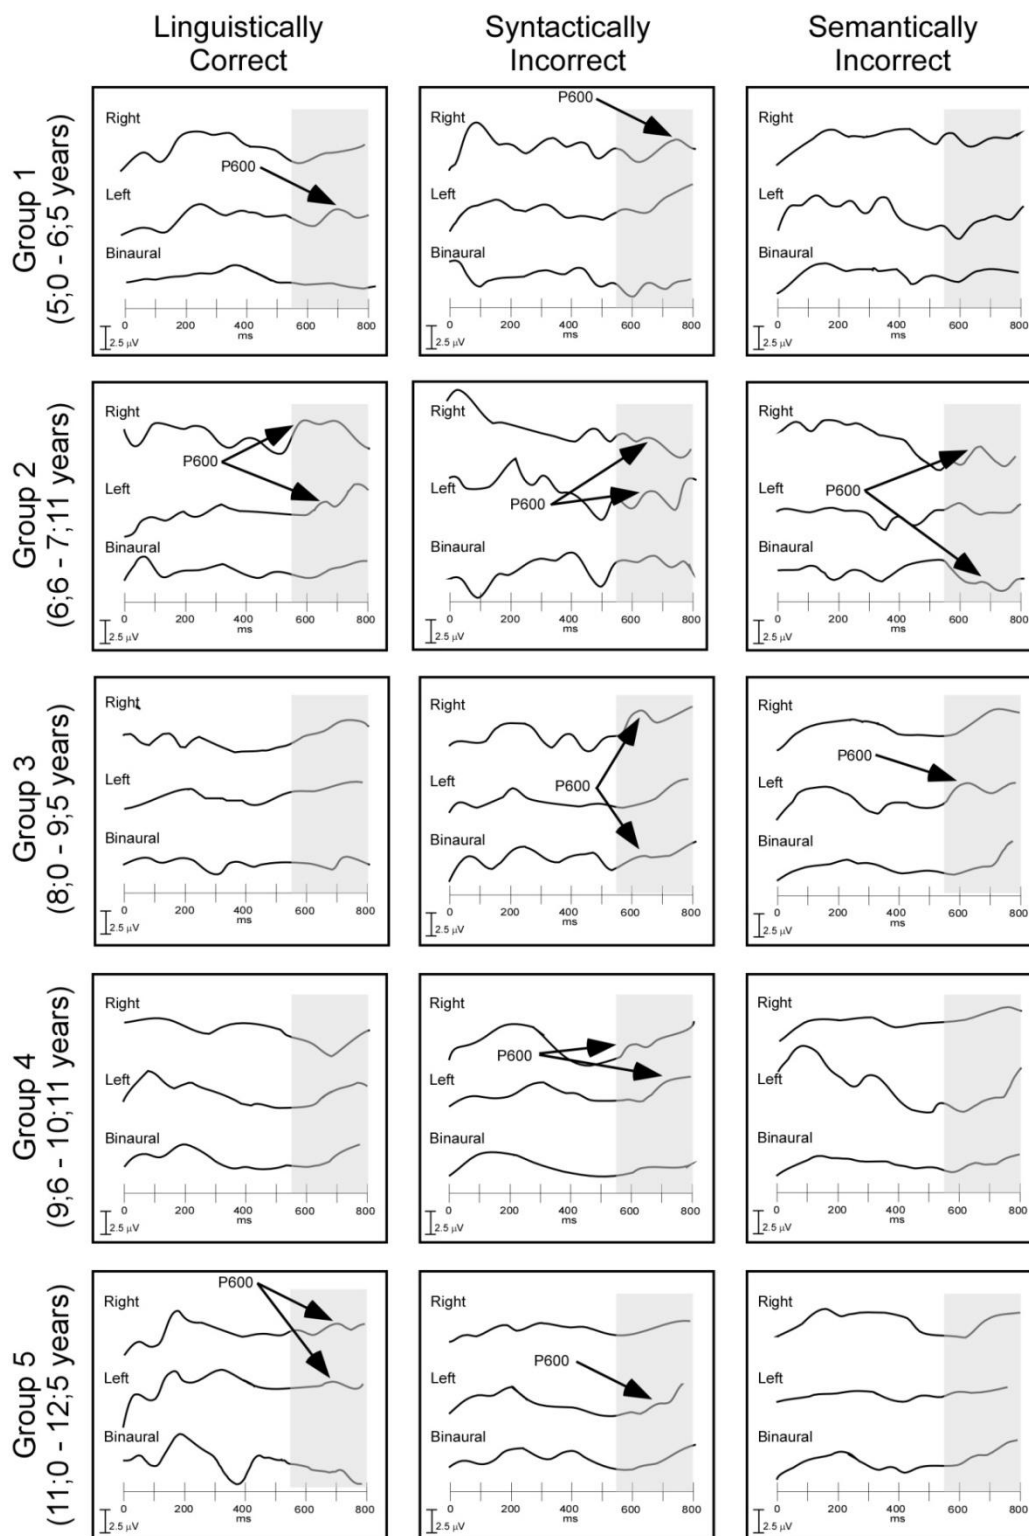 Linguistically
Correct
Syntactically
Incorrect
Semantically
Incorrect
Group 1
(5;0 - 6;5 years)
Right
P600
Left
Binaural
0 200 400 600 800
ms
2.5 µV
P600
Right
Left
Binaural
0 200 400 600 800
ms
2.5 µV
Right
Left
Binaural
0 200 400 600 800
ms
2.5 µV
Group 2
(6;6 - 7;11 years)
Right
P600
Left
Binaural
0 200 400 600 800
ms
2.5 µV
Right
Left
P600
Binaural
0 200 400 600 800
ms
2.5 µV
Right
Left
P600
Binaural
0 200 400 600 800
ms
2.5 µV
Group 3
(8;0 - 9;5 years)
Right
Left
Binaural
0 200 400 600 800
ms
2.5 µV
Right
Left
P600
Binaural
0 200 400 600 800
ms
2.5 µV
Right
P600
Left
Binaural
0 200 400 600 800
ms
2.5 µV
Group 4
(9;6 - 10;11 years)
Right
Left
Binaural
0 200 400 600 800
ms
2.5 µV
Right
P600
Left
Binaural
0 200 400 600 800
ms
2.5 µV
Right
Left
Binaural
0 200 400 600 800
ms
2.5 µV
Group 5
(11;0 - 12;5 years)
P600
Right
Left
Binaural
0 200 400 600 800
ms
2.5 µV
Right
P600
Left
Binaural
0 200 400 600 800
ms
2.5 µV
Right
Left
Binaural
0 200 400 600 800
ms
2.5 µV